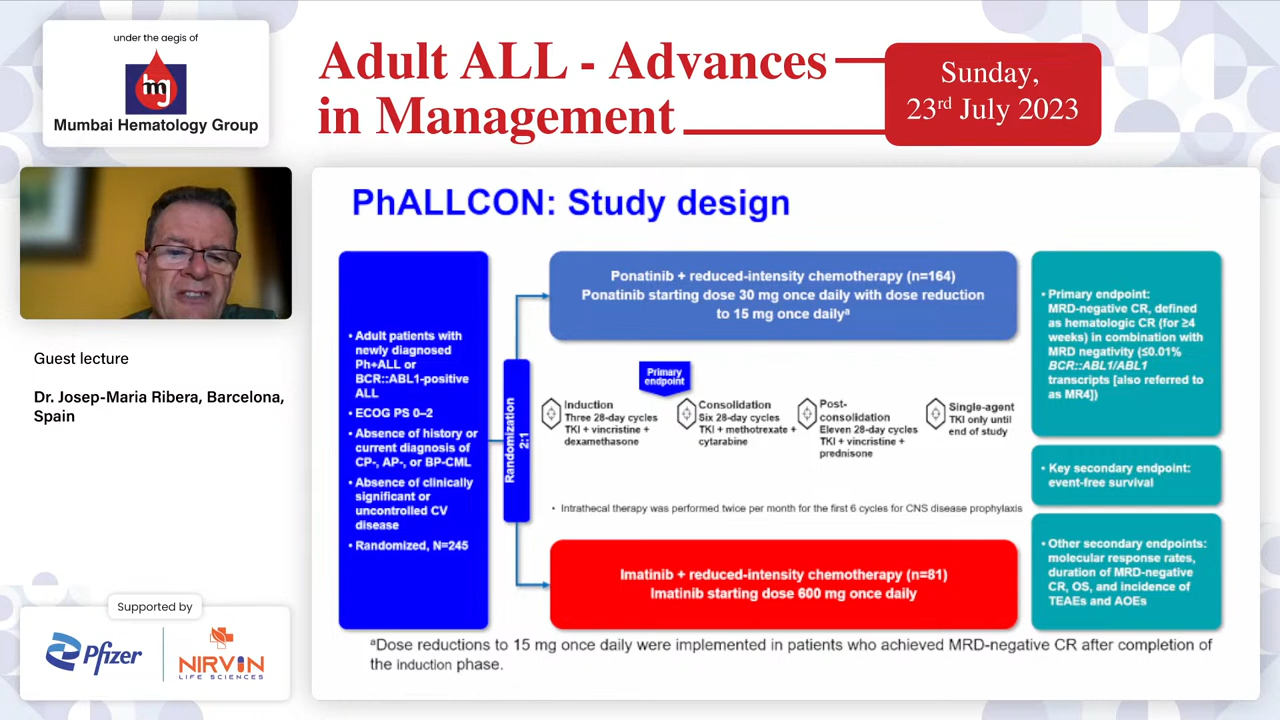 under the aegis of
mJ
Mumbai Hematology Group
Adult ALL - Advances
in Management
Sunday,
23rd July 2023
Guest lecture
Dr. Josep-Maria Ribera, Barcelona,
Spain
Supported by
Pfizer
NIRVIN
LIFE SCIENCES
PhALLCON: Study design
• Adult patients with
newly diagnosed
Ph+ALL or
BCR::ABL1-positive
ALL
• ECOG PS 0–2
• Absence of history or
current diagnosis of
CP-, AP-, or BP-CML
• Absence of clinically
significant or
uncontrolled CV
disease
• Randomized, N=245
Randomization
2:1
Ponatinib + reduced-intensity chemotherapy (n=164)
Ponatinib starting dose 30 mg once daily with dose reduction
to 15 mg once dailyᵃ
Primary
endpoint
Induction
Three 28-day cycles
TKI + vincristine +
dexamethasone
Consolidation
Six 28-day cycles
TKI + methotrexate +
cytarabine
Post-
consolidation
Eleven 28-day cycles
TKI + vincristine +
prednisone
Single-agent
TKI only until
end of study
• Intrathecal therapy was performed twice per month for the first 6 cycles for CNS disease prophylaxis
Imatinib + reduced-intensity chemotherapy (n=81)
Imatinib starting dose 600 mg once daily
• Primary endpoint:
MRD-negative CR, defined
as hematologic CR (for ≥4
weeks) in combination with
MRD negativity (≤0.01%
BCR::ABL1/ABL1
transcripts [also referred to
as MR4])
• Key secondary endpoint:
event-free survival
• Other secondary endpoints:
molecular response rates,
duration of MRD-negative
CR, OS, and incidence of
TEAEs and AOEs
ᵃDose reductions to 15 mg once daily were implemented in patients who achieved MRD-negative CR after completion of
the induction phase.